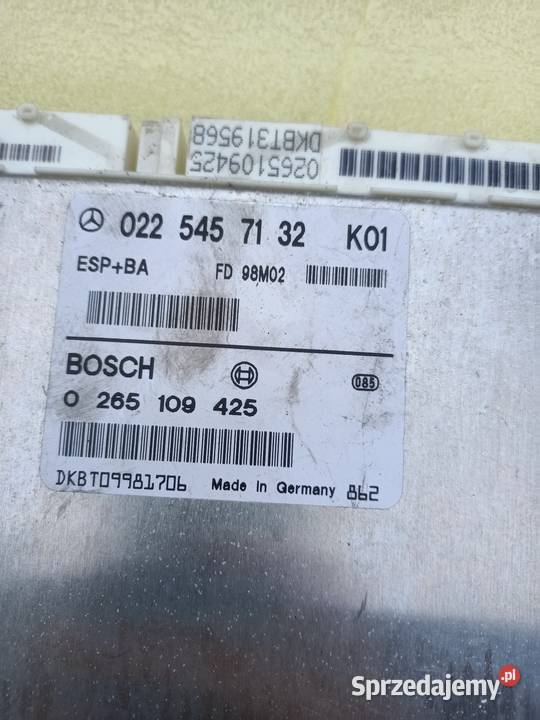 DKBT319568
0265109425
022 545 71 32 K01
ESP+BA FD 98M02
BOSCH 085
0 265 109 425
DKBT09981706 Made in Germany 862
Sprzedajemy.pl